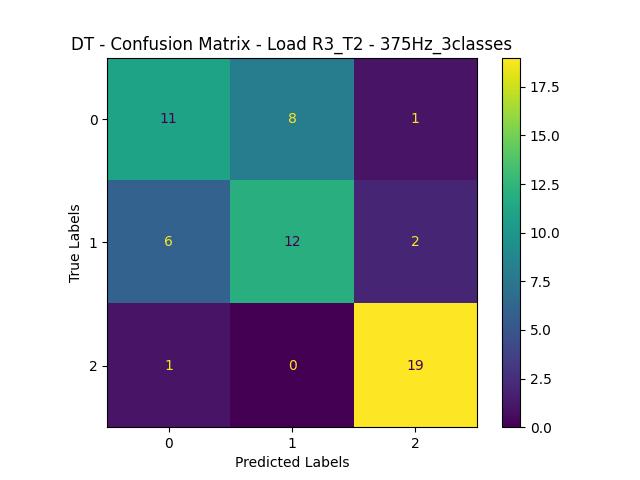 DT - Confusion Matrix - Load R3_T2 - 375Hz_3classes
17.5
0 11 8 1
15.0
12.5
True Labels
1 6 12 2
10.0
7.5
5.0
2 1 0 19
2.5
0.0
0 1 2
Predicted Labels